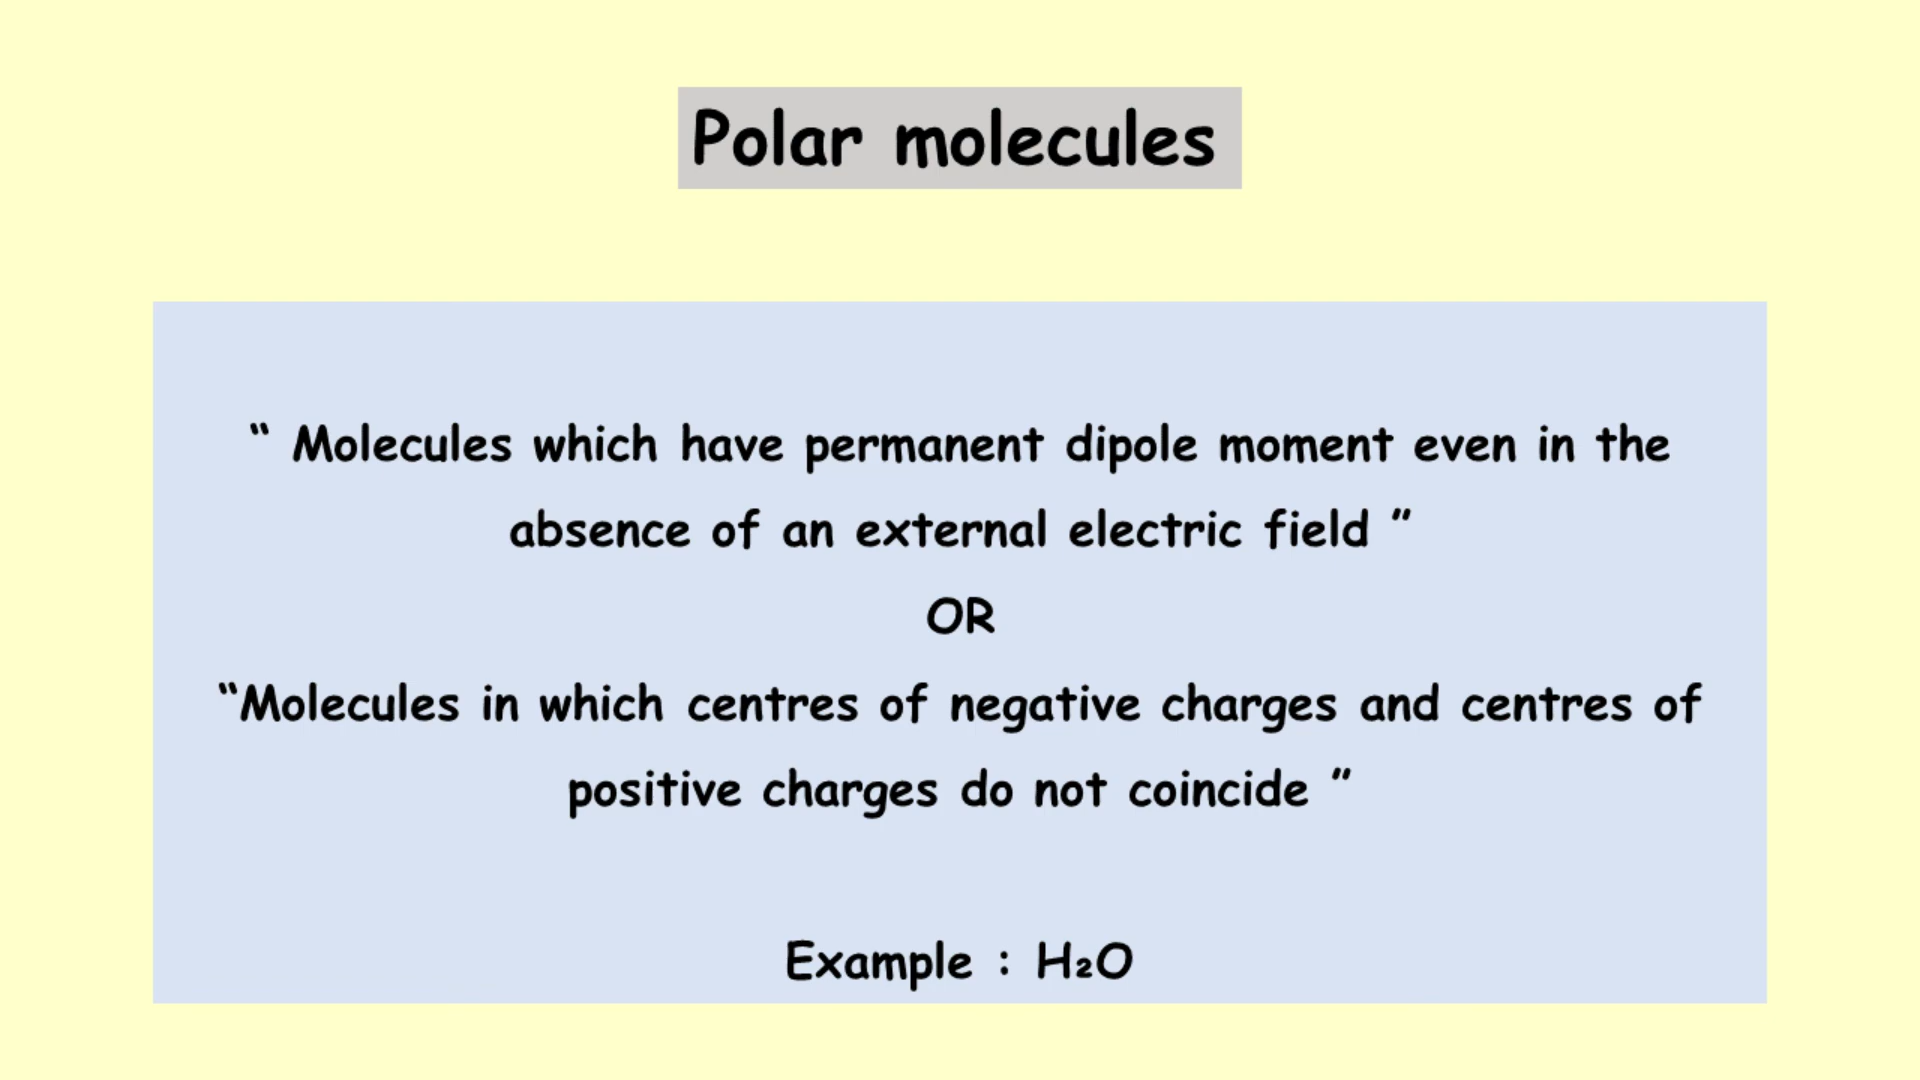 Polar molecules
“ Molecules which have permanent dipole moment even in the
absence of an external electric field ”
OR
“Molecules in which centres of negative charges and centres of
positive charges do not coincide ”
Example : H₂O